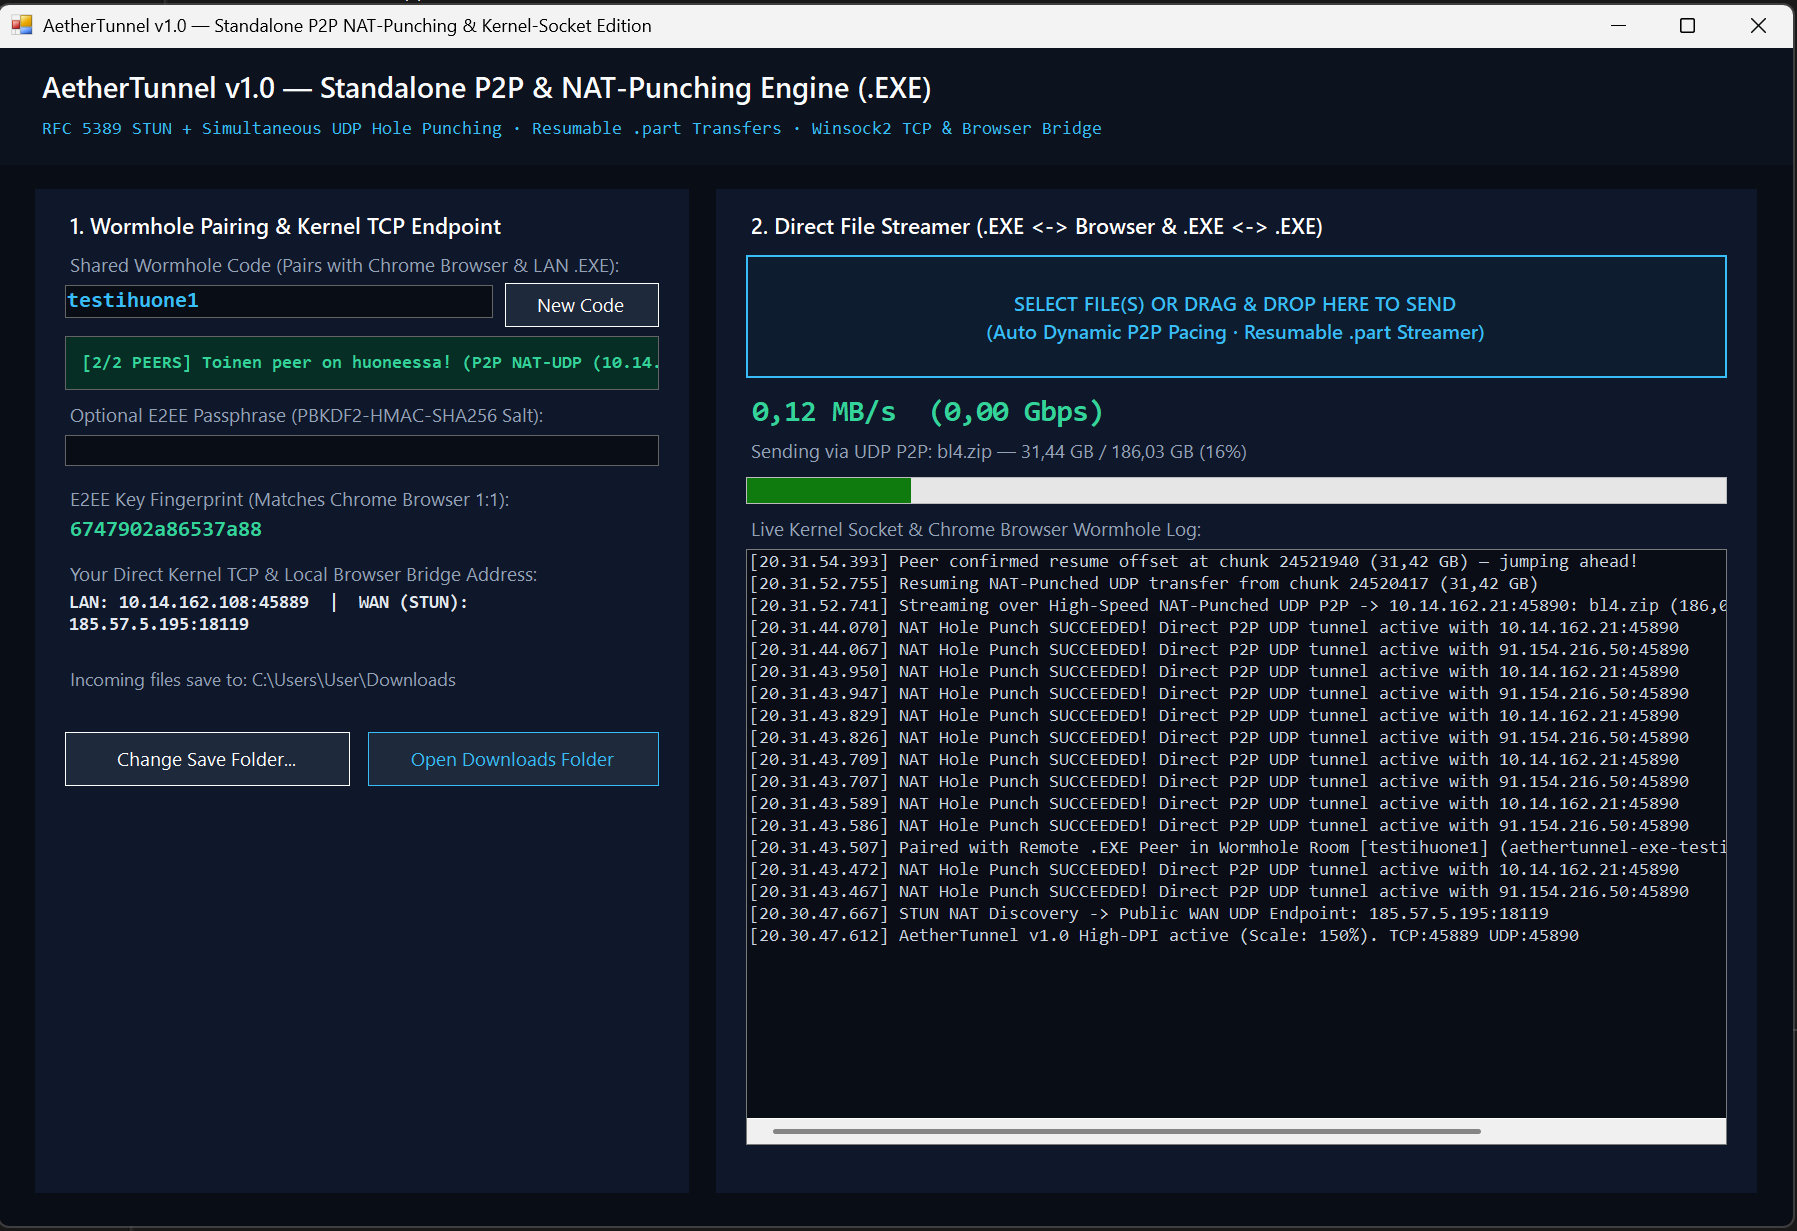 AetherTunnel v1.0 — Standalone P2P NAT-Punching & Kernel-Socket Edition
AetherTunnel v1.0 — Standalone P2P & NAT-Punching Engine (.EXE)
RFC 5389 STUN + Simultaneous UDP Hole Punching · Resumable .part Transfers · Winsock2 TCP & Browser Bridge
1. Wormhole Pairing & Kernel TCP Endpoint
Shared Wormhole Code (Pairs with Chrome Browser & LAN .EXE):
testihuone1
New Code
[2/2 PEERS] Toinen peer on huoneessa! (P2P NAT-UDP (10.14.
Optional E2EE Passphrase (PBKDF2-HMAC-SHA256 Salt):
E2EE Key Fingerprint (Matches Chrome Browser 1:1):
6747902a86537a88
Your Direct Kernel TCP & Local Browser Bridge Address:
LAN: 10.14.162.108:45889 | WAN (STUN):
185.57.5.195:18119
Incoming files save to: C:\Users\User\Downloads
Change Save Folder...
Open Downloads Folder
2. Direct File Streamer (.EXE <-> Browser & .EXE <-> .EXE)
SELECT FILE(S) OR DRAG & DROP HERE TO SEND
(Auto Dynamic P2P Pacing · Resumable .part Streamer)
0,12 MB/s (0,00 Gbps)
Sending via UDP P2P: bl4.zip — 31,44 GB / 186,03 GB (16%)
Live Kernel Socket & Chrome Browser Wormhole Log:
[20.31.54.393] Peer confirmed resume offset at chunk 24521940 (31,42 GB) — jumping ahead!
[20.31.52.755] Resuming NAT-Punched UDP transfer from chunk 24520417 (31,42 GB)
[20.31.52.741] Streaming over High-Speed NAT-Punched UDP P2P -> 10.14.162.21:45890: bl4.zip (186,0
[20.31.44.070] NAT Hole Punch SUCCEEDED! Direct P2P UDP tunnel active with 10.14.162.21:45890
[20.31.44.067] NAT Hole Punch SUCCEEDED! Direct P2P UDP tunnel active with 91.154.216.50:45890
[20.31.43.950] NAT Hole Punch SUCCEEDED! Direct P2P UDP tunnel active with 10.14.162.21:45890
[20.31.43.947] NAT Hole Punch SUCCEEDED! Direct P2P UDP tunnel active with 91.154.216.50:45890
[20.31.43.829] NAT Hole Punch SUCCEEDED! Direct P2P UDP tunnel active with 10.14.162.21:45890
[20.31.43.826] NAT Hole Punch SUCCEEDED! Direct P2P UDP tunnel active with 91.154.216.50:45890
[20.31.43.709] NAT Hole Punch SUCCEEDED! Direct P2P UDP tunnel active with 10.14.162.21:45890
[20.31.43.707] NAT Hole Punch SUCCEEDED! Direct P2P UDP tunnel active with 91.154.216.50:45890
[20.31.43.589] NAT Hole Punch SUCCEEDED! Direct P2P UDP tunnel active with 10.14.162.21:45890
[20.31.43.586] NAT Hole Punch SUCCEEDED! Direct P2P UDP tunnel active with 91.154.216.50:45890
[20.31.43.507] Paired with Remote .EXE Peer in Wormhole Room [testihuone1] (aethertunnel-exe-testi
[20.31.43.472] NAT Hole Punch SUCCEEDED! Direct P2P UDP tunnel active with 10.14.162.21:45890
[20.31.43.467] NAT Hole Punch SUCCEEDED! Direct P2P UDP tunnel active with 91.154.216.50:45890
[20.30.47.667] STUN NAT Discovery -> Public WAN UDP Endpoint: 185.57.5.195:18119
[20.30.47.612] AetherTunnel v1.0 High-DPI active (Scale: 150%). TCP:45889 UDP:45890